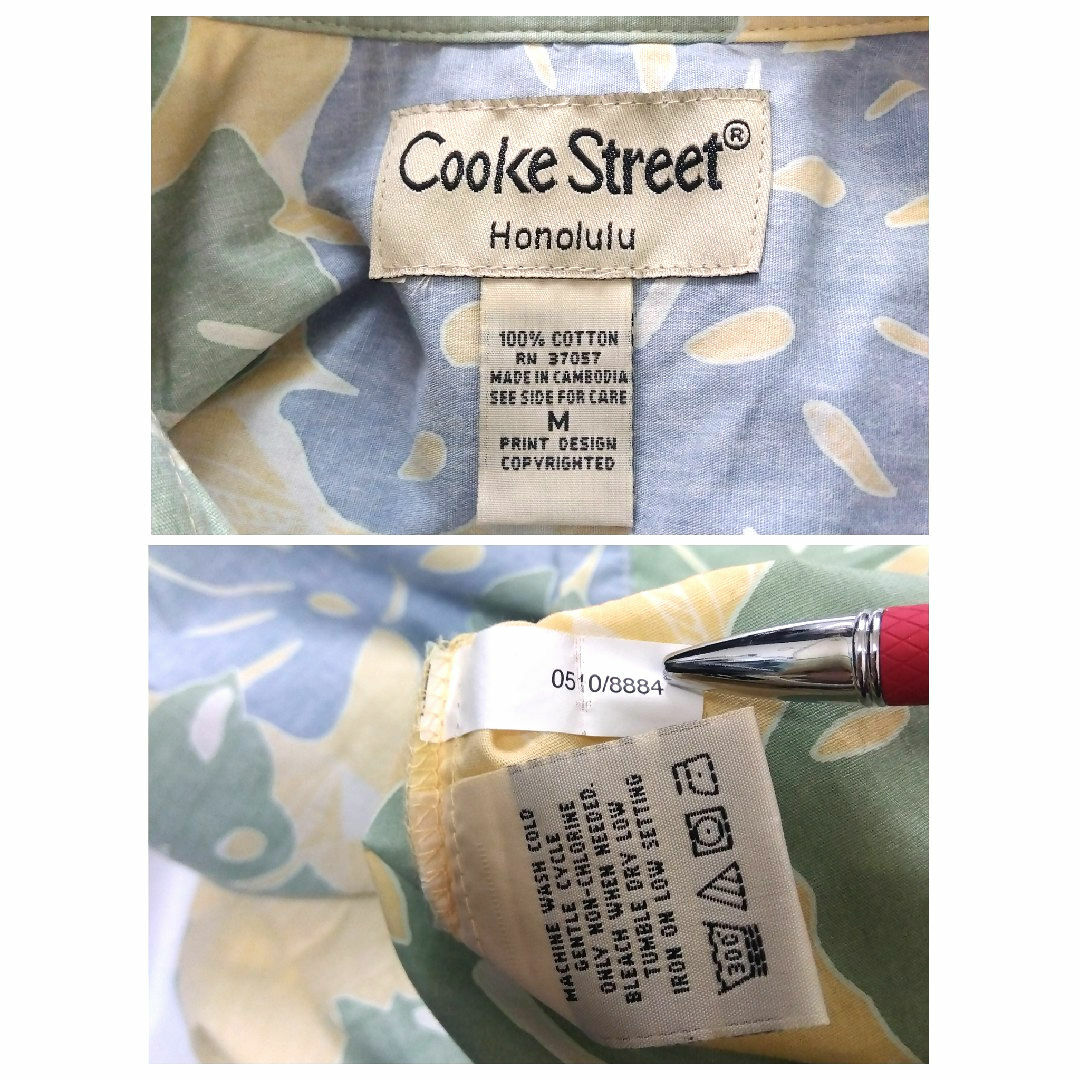 Cooke Street®
Honolulu
100% COTTON
RN 37057
MADE IN CAMBODIA
SEE SIDE FOR CARE
M
PRINT DESIGN
COPYRIGHTED
0510/8884
MACHINE WASH COLD
GENTLE CYCLE
ONLY NON-CHLORINE
BLEACH WHEN NEEDED.
TUMBLE DRY LOW
IRON ON LOW SETTING
30C